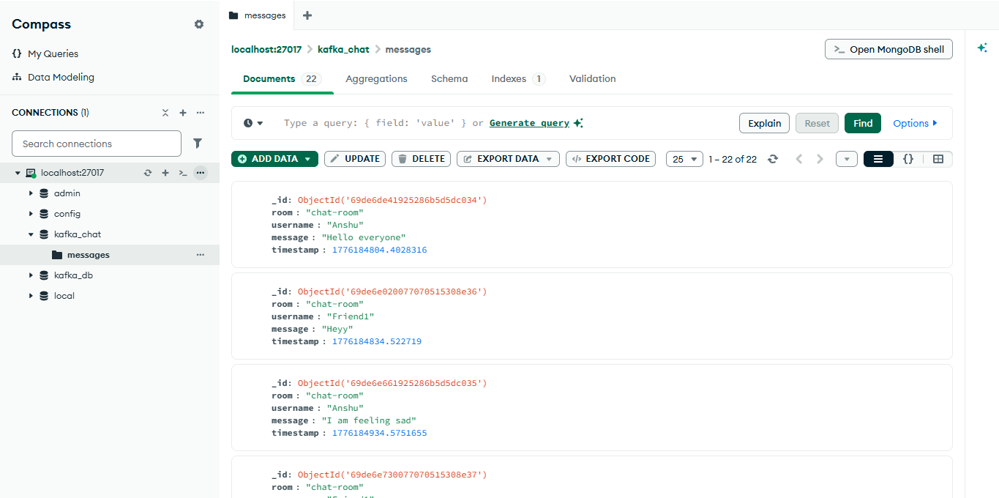 Compass
My Queries
Data Modeling
CONNECTIONS (1)
Search connections
localhost:27017
admin
config
kafka_chat
messages
kafka_db
local
messages
localhost:27017 > kafka_chat > messages
>_ Open MongoDB shell
Documents 22 Aggregations Schema Indexes 1 Validation
Type a query: { field: 'value' } or Generate query
Explain Reset Find Options
ADD DATA UPDATE DELETE EXPORT DATA EXPORT CODE 25 1 – 22 of 22
_id: ObjectId('69de6de41925286b5d5dc034')
room : "chat-room"
username : "Anshu"
message : "Hello everyone"
timestamp : 1776184804.4028316
_id: ObjectId('69de6e020077070515308e36')
room : "chat-room"
username : "Friend1"
message : "Heyy"
timestamp : 1776184834.522719
_id: ObjectId('69de6e661925286b5d5dc035')
room : "chat-room"
username : "Anshu"
message : "I am feeling sad"
timestamp : 1776184934.5751655
_id: ObjectId('69de6e730077070515308e37')
room : "chat-room"